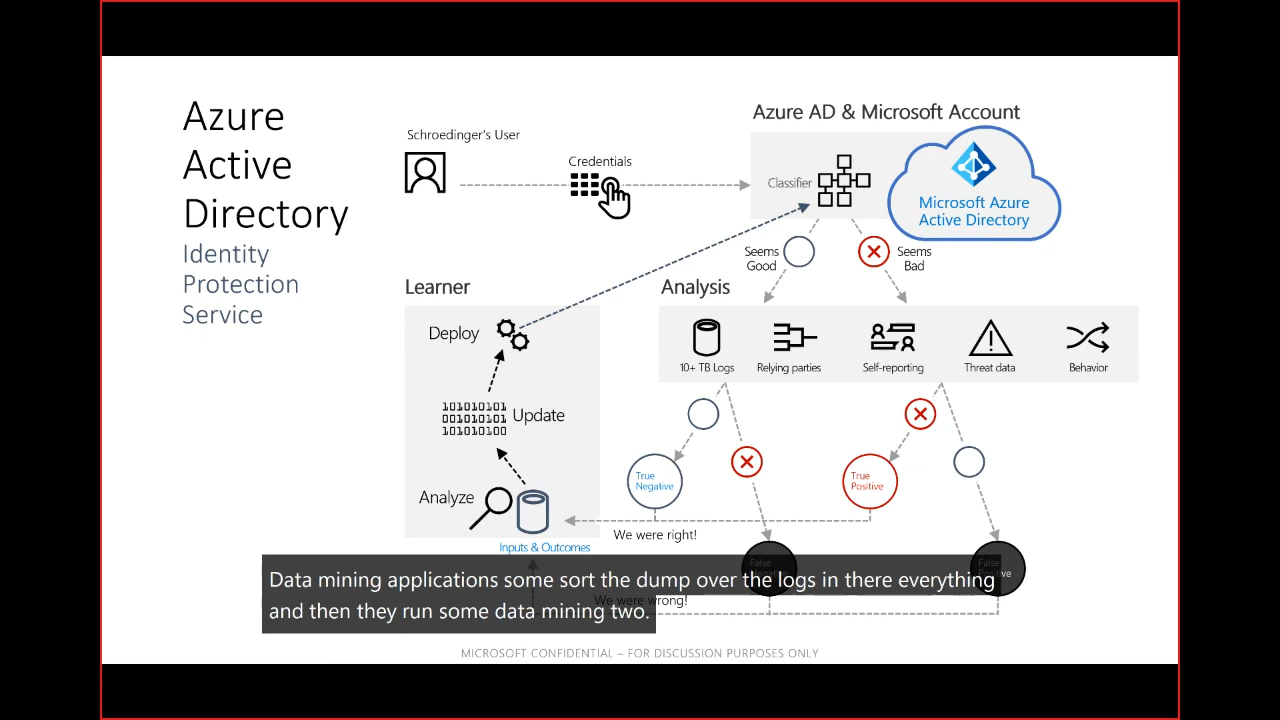 Azure
Active
Directory
Identity
Protection
Service
Schroedinger's User
Credentials
Azure AD & Microsoft Account
Classifier
Microsoft Azure
Active Directory
Seems
Good
Seems
Bad
Learner
Deploy
101010101
001010101
101010100
Update
Analyze
Inputs & Outcomes
Analysis
10+ TB Logs
Relying parties
Self-reporting
Threat data
Behavior
True
Negative
True
Positive
We were right!
False
Negative
False
Positive
We were wrong!
Data mining applications some sort the dump over the logs in there everything
and then they run some data mining two.
MICROSOFT CONFIDENTIAL – FOR DISCUSSION PURPOSES ONLY